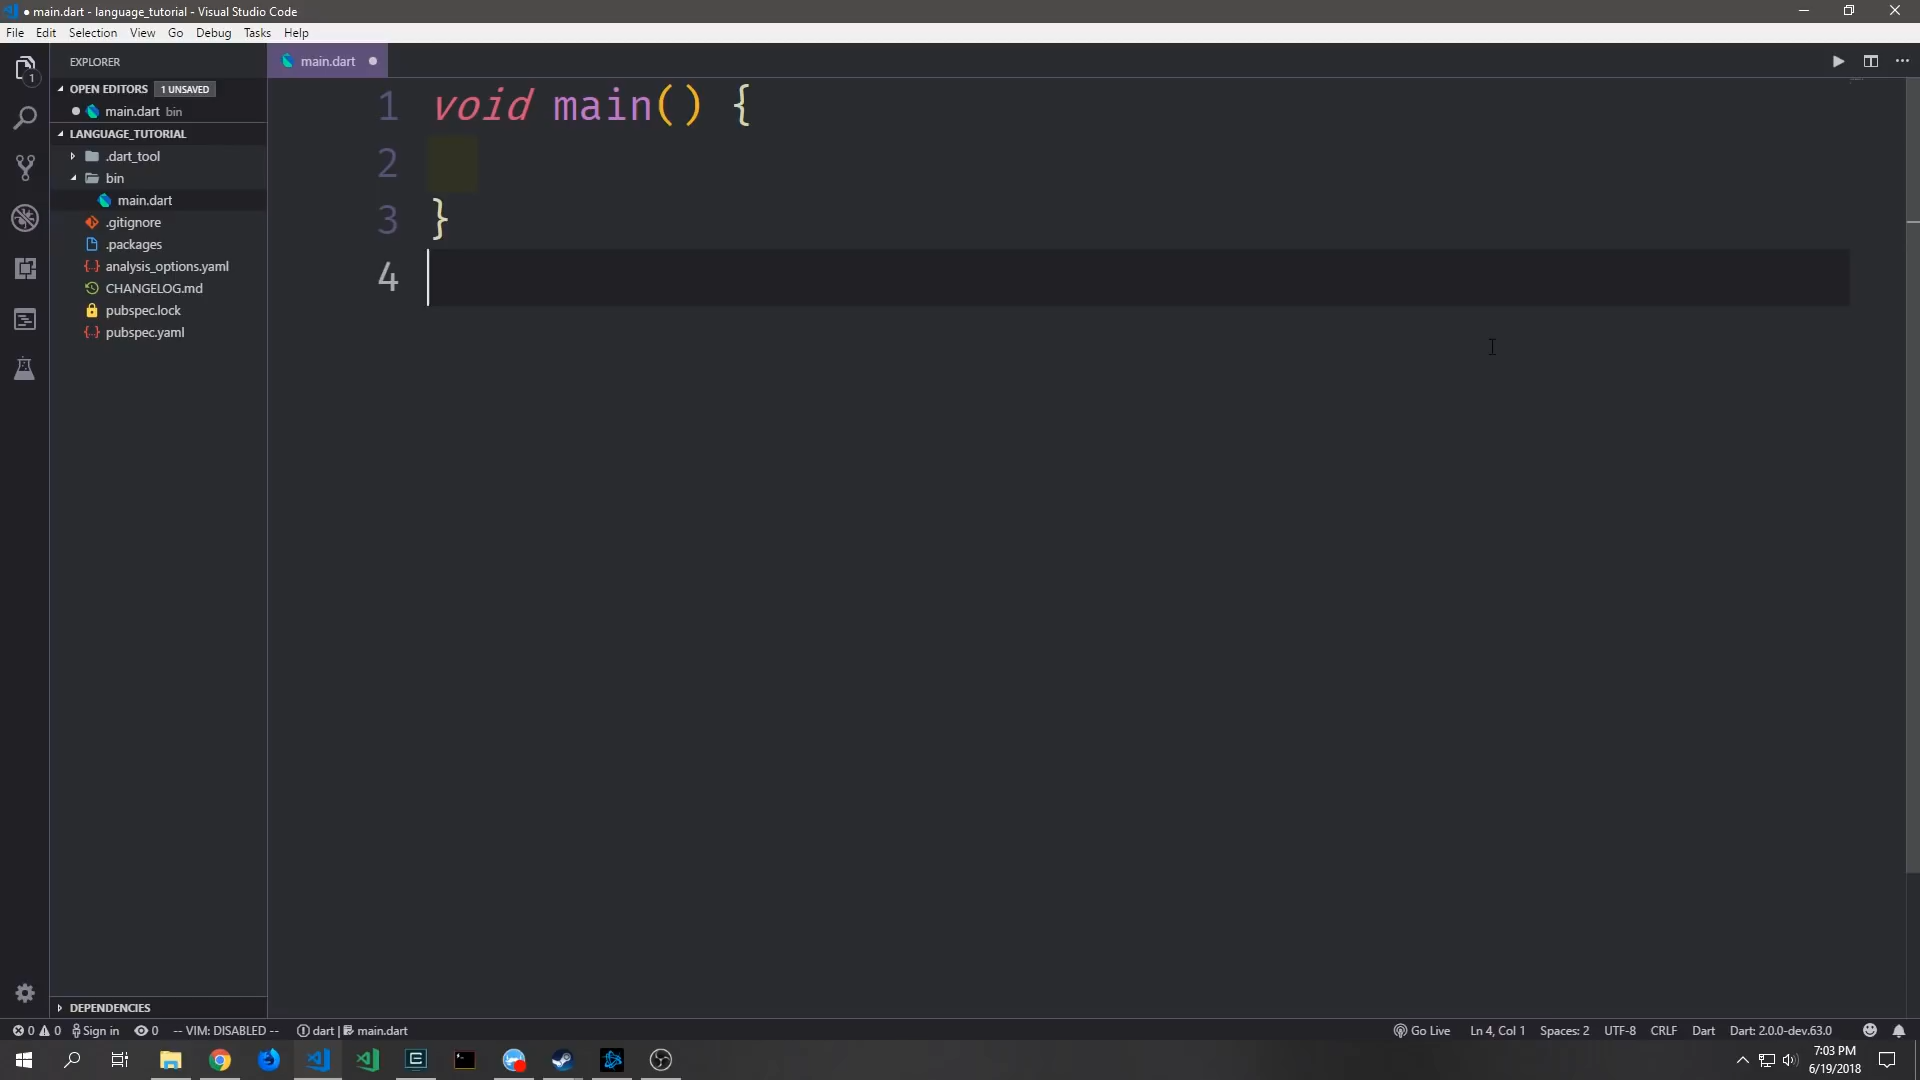 ● main.dart - language_tutorial - Visual Studio Code
File Edit Selection View Go Debug Tasks Help
EXPLORER
main.dart ●
OPEN EDITORS 1 UNSAVED
● main.dart bin
LANGUAGE_TUTORIAL
.dart_tool
bin
main.dart
.gitignore
.packages
analysis_options.yaml
CHANGELOG.md
pubspec.lock
pubspec.yaml
1
1 void main() {
2
3 }
4
DEPENDENCIES
0 0 Sign in 0 -- VIM: DISABLED -- dart | main.dart Go Live Ln 4, Col 1 Spaces: 2 UTF-8 CRLF Dart Dart: 2.0.0-dev.63.0
7:03 PM
6/19/2018